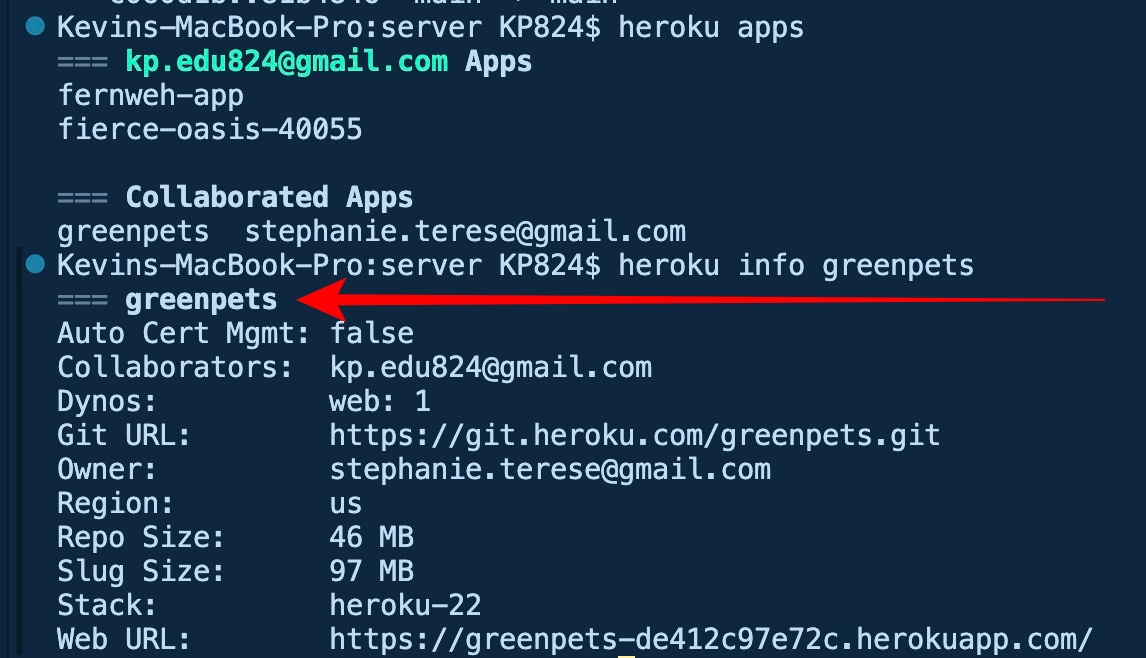 Kevins-MacBook-Pro:server KP824$ heroku apps
=== kp.edu824@gmail.com Apps
fernweh-app
fierce-oasis-40055
=== Collaborated Apps
greenpets  stephanie.terese@gmail.com
Kevins-MacBook-Pro:server KP824$ heroku info greenpets
=== greenpets
Auto Cert Mgmt: false
Collaborators:  kp.edu824@gmail.com
Dynos:          web: 1
Git URL:        https://git.heroku.com/greenpets.git
Owner:          stephanie.terese@gmail.com
Region:         us
Repo Size:      46 MB
Slug Size:      97 MB
Stack:          heroku-22
Web URL:        https://greenpets-de412c97e72c.herokuapp.com/